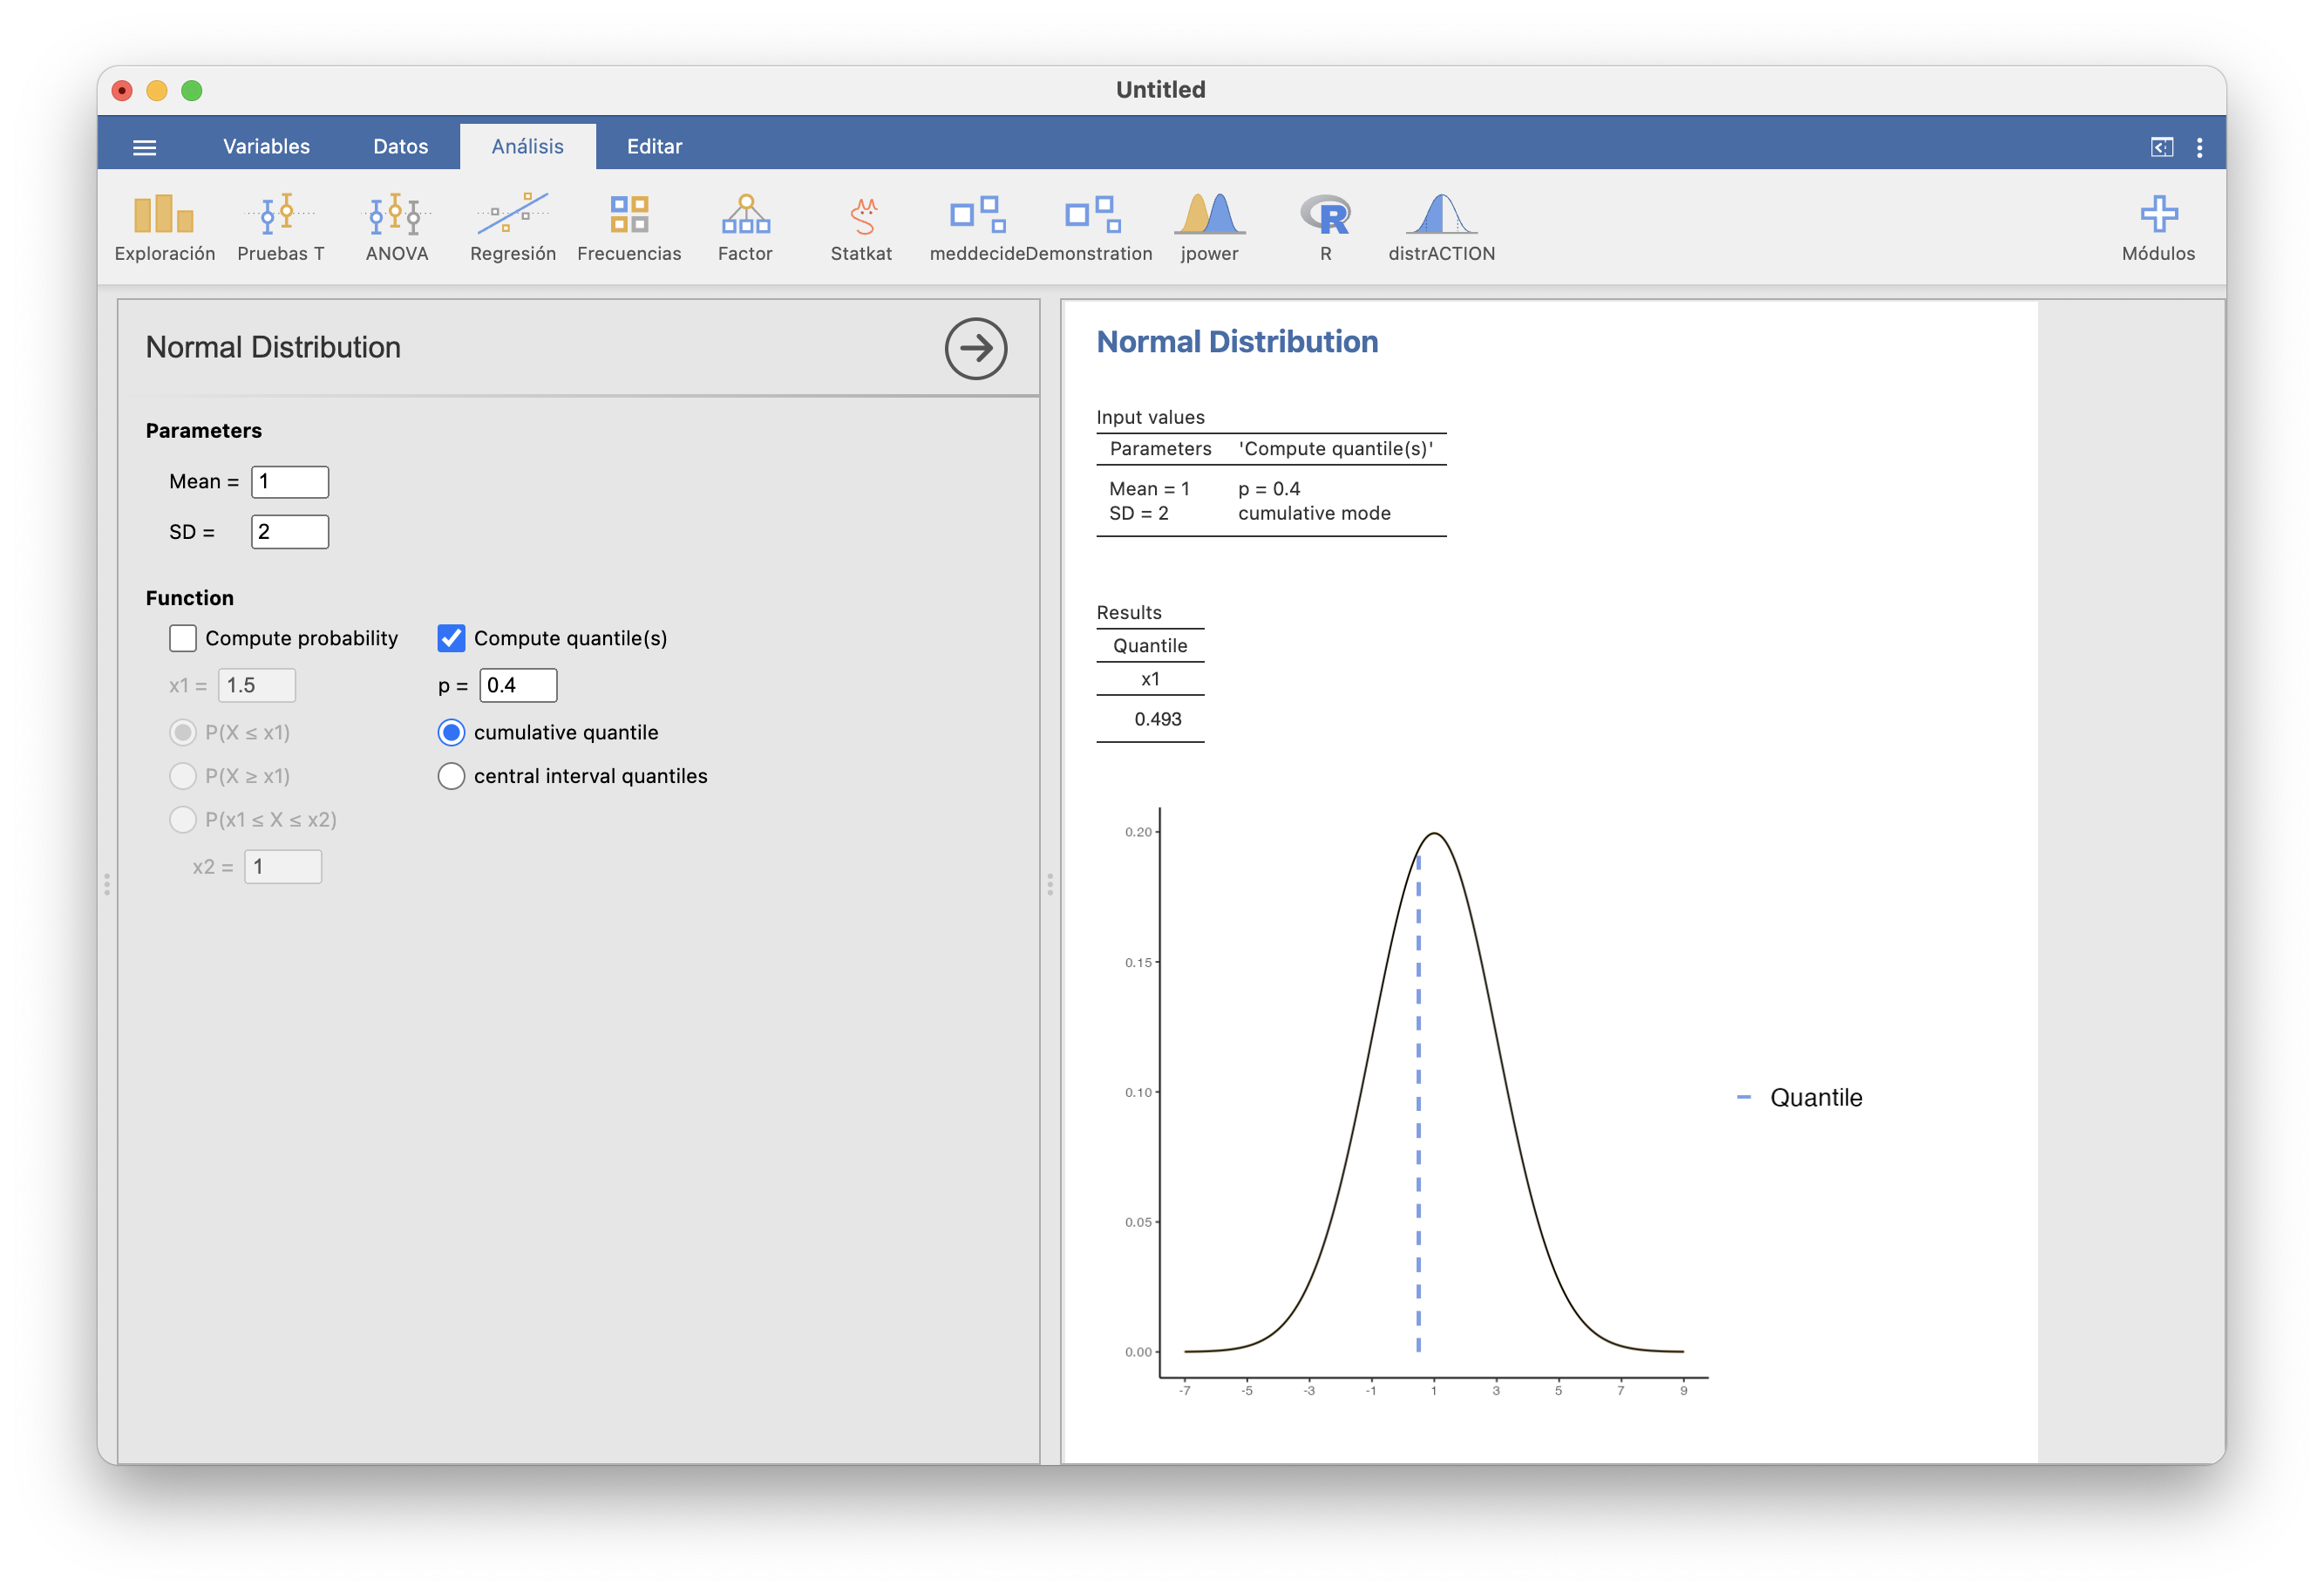 Untitled
Variables Datos Análisis Editar
Exploración Pruebas T ANOVA Regresión Frecuencias Factor Statkat meddecide Demonstration jpower R distrACTION Módulos
Normal Distribution
Parameters
Mean = 1
SD = 2
Function
Compute probability Compute quantile(s)
x1 = 1.5 p = 0.4
P(X ≤ x1) cumulative quantile
P(X ≥ x1) central interval quantiles
P(x1 ≤ X ≤ x2)
x2 = 1
Normal Distribution
Input values
Parameters 'Compute quantile(s)'
Mean = 1 p = 0.4
SD = 2 cumulative mode
Results
Quantile
x1
0.493
0.20
0.15
0.10
0.05
0.00
-7 -5 -3 -1 1 3 5 7 9
Quantile